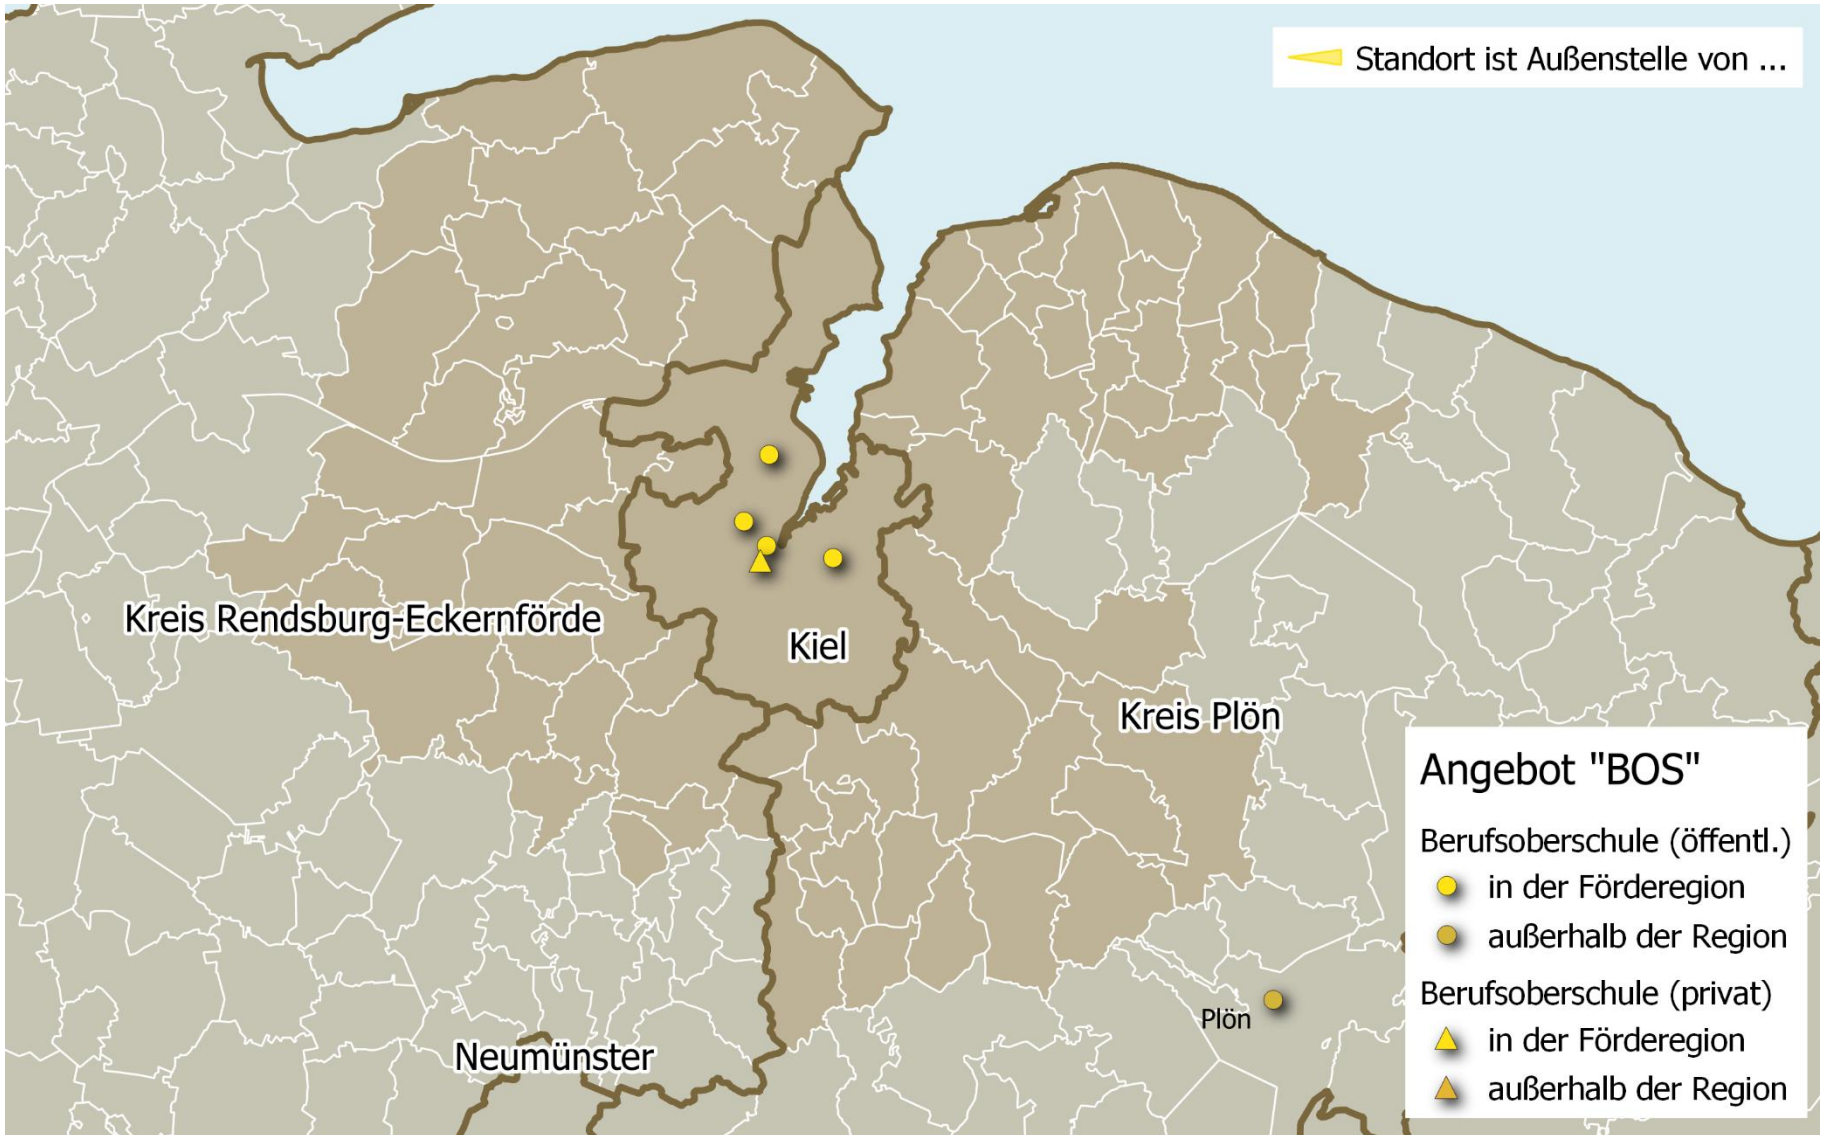 Standort ist Außenstelle von ...
Kreis Rendsburg-Eckernförde
Kiel
Kreis Plön
Neumünster
Plön
Angebot "BOS"
Berufsoberschule (öffentl.)
in der Förderegion
außerhalb der Region
Berufsoberschule (privat)
in der Förderegion
außerhalb der Region